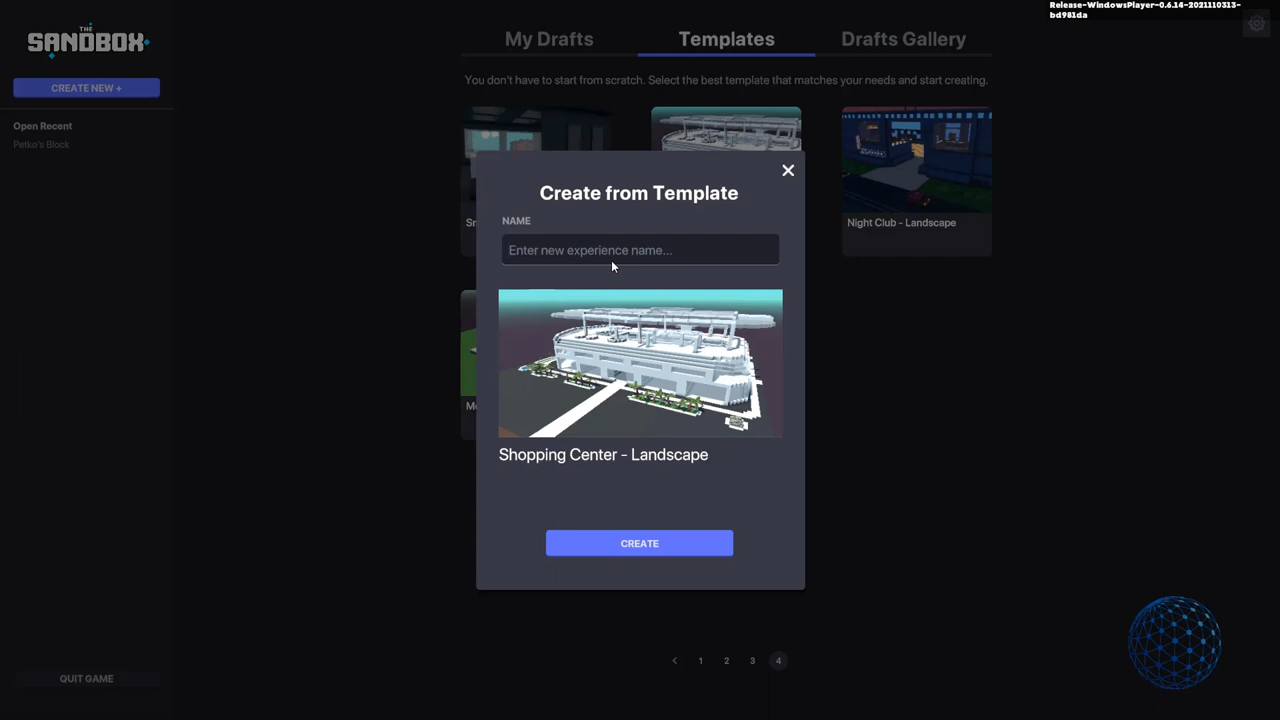 Release-WindowsPlayer-0.6.14-2021110313-
bd981da
THE
SANDBOX
My Drafts
Templates
Drafts Gallery
You don't have to start from scratch. Select the best template that matches your needs and start creating.
CREATE NEW +
Open Recent
Petko's Block
Create from Template
NAME
Enter new experience name...
Night Club - Landscape
Shopping Center - Landscape
CREATE
< 1 2 3 4
QUIT GAME